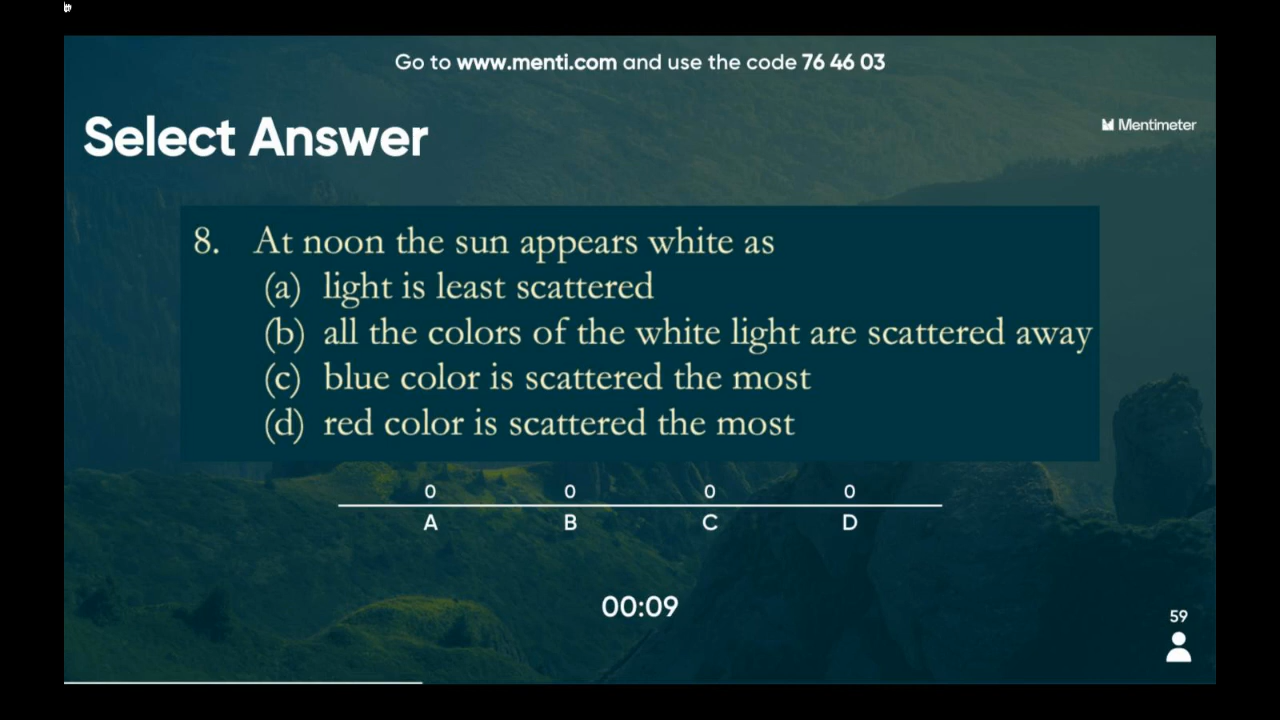 Go to www.menti.com and use the code 76 46 03
Select Answer
Mentimeter
8. At noon the sun appears white as
(a) light is least scattered
(b) all the colors of the white light are scattered away
(c) blue color is scattered the most
(d) red color is scattered the most
0 0 0 0
A B C D
00:09
59